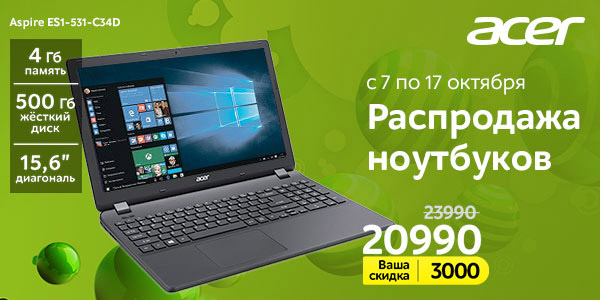 Aspire ES1-531-C34D
4 Гб
память
500 Гб
жёсткий
диск
15,6"
диагональ
acer
acer
с 7 по 17 октября
Распродажа
ноутбуков
23990
20990
Ваша
скидка
3000